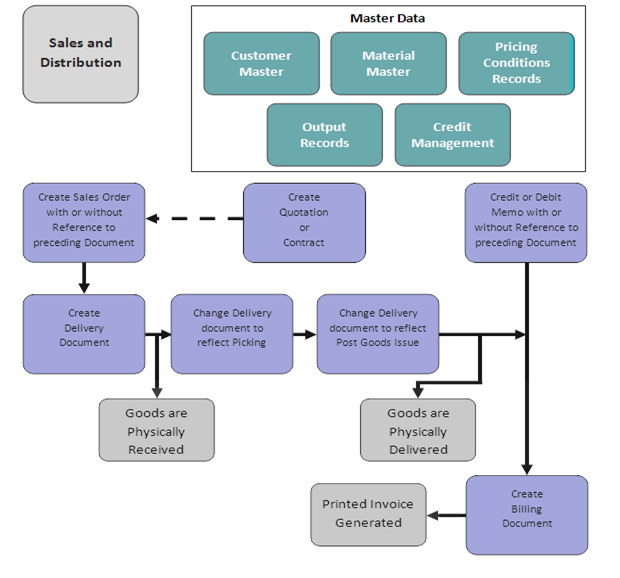 Sales and
Distribution
Master Data
Customer
Master
Material
Master
Pricing
Conditions
Records
Output
Records
Credit
Management
Create Sales Order
with or without
Reference to
preceding Document
Create
Quotation
or
Contract
Credit or Debit
Memo with or
without Reference to
preceding Document
Create
Delivery
Document
Change Delivery
document to
reflect Picking
Change Delivery
document to reflect
Post Goods Issue
Goods are
Physically
Received
Goods are
Physically
Delivered
Printed Invoice
Generated
Create
Billing
Document